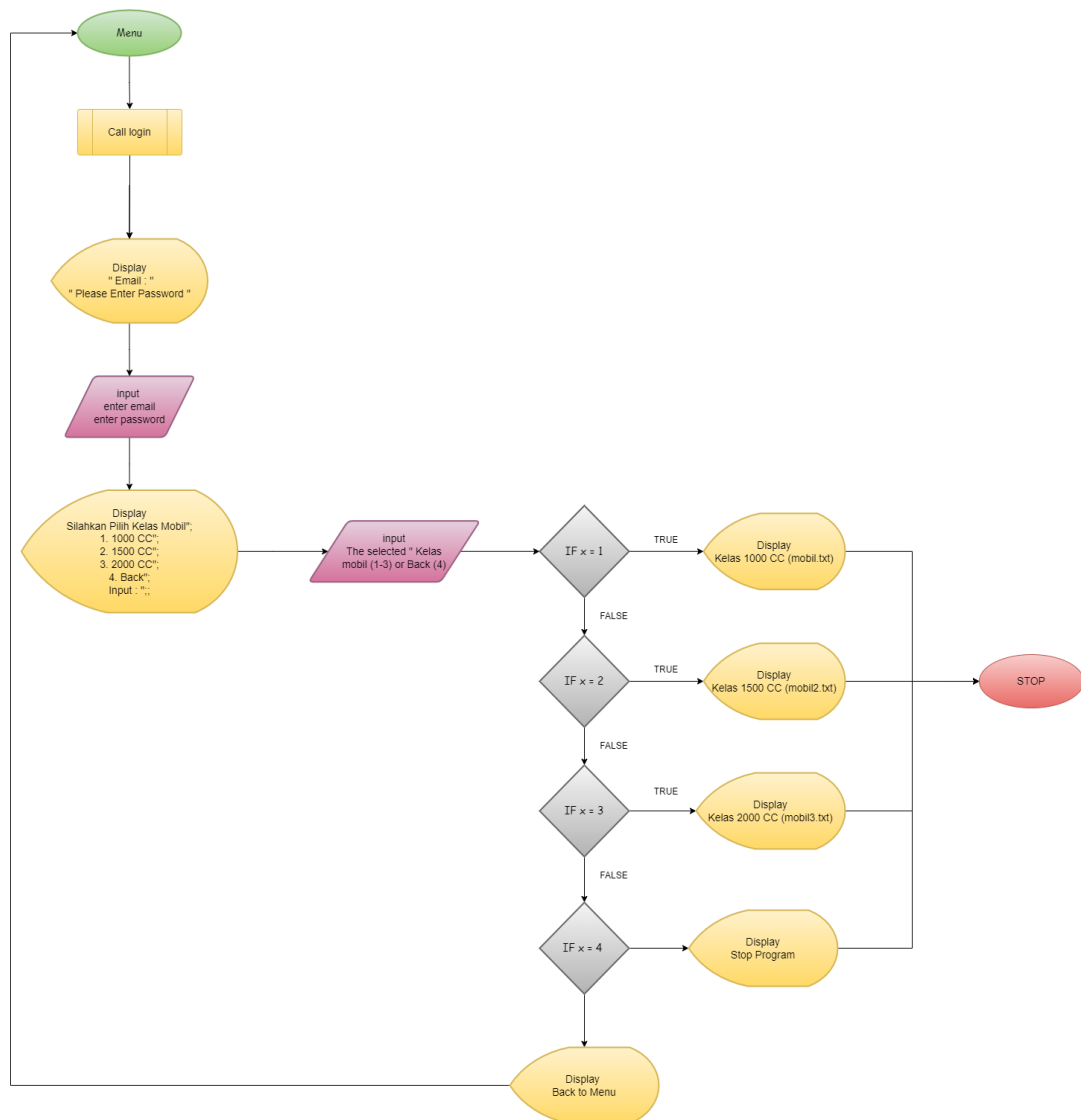 Menu
Call login
Display
" Email : "
" Please Enter Password "
input
enter email
enter password
Display
Silahkan Pilih Kelas Mobil";
1. 1000 CC";
2. 1500 CC";
3. 2000 CC";
4. Back";
Input : ";;
input
The selected " Kelas
mobil (1-3) or Back (4)
IF x = 1
TRUE
Display
Kelas 1000 CC (mobil.txt)
FALSE
IF x = 2
TRUE
Display
Kelas 1500 CC (mobil2.txt)
STOP
FALSE
IF x = 3
TRUE
Display
Kelas 2000 CC (mobil3.txt)
FALSE
IF x = 4
Display
Stop Program
Display
Back to Menu